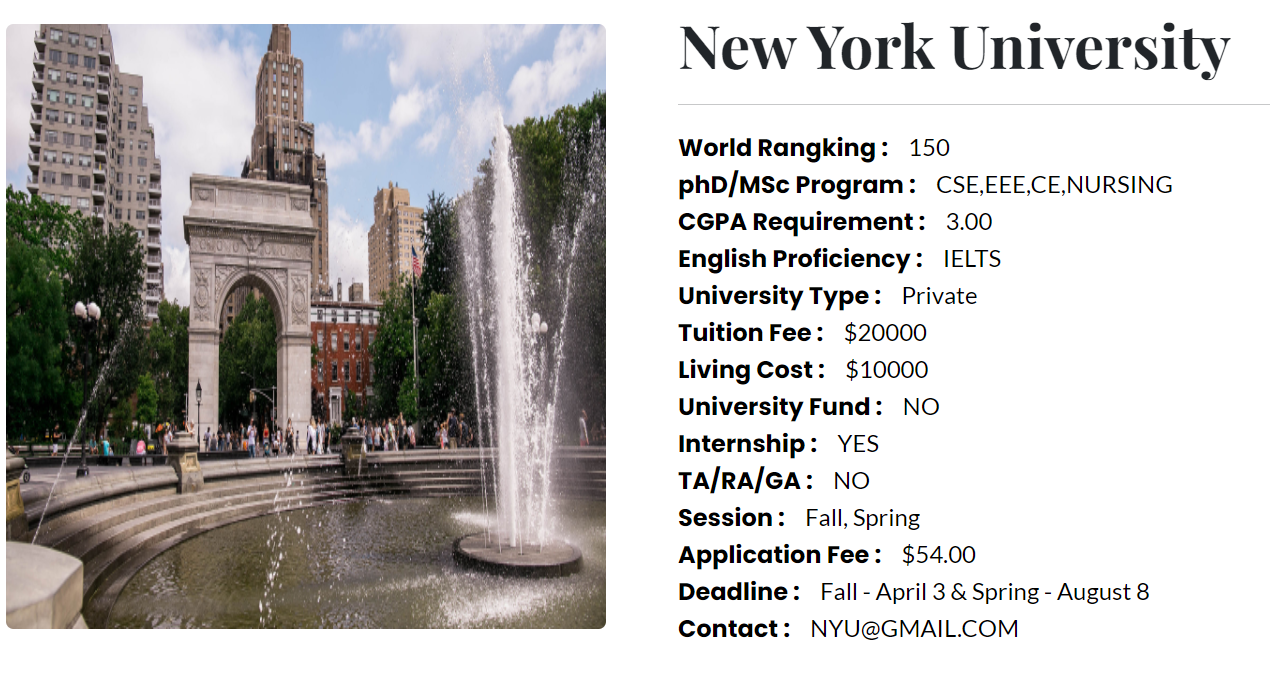 New York University
World Rangking : 150
phD/MSc Program : CSE,EEE,CE,NURSING
CGPA Requirement : 3.00
English Proficiency : IELTS
University Type : Private
Tuition Fee : $20000
Living Cost : $10000
University Fund : NO
Internship : YES
TA/RA/GA : NO
Session : Fall, Spring
Application Fee : $54.00
Deadline : Fall - April 3 & Spring - August 8
Contact : NYU@GMAIL.COM